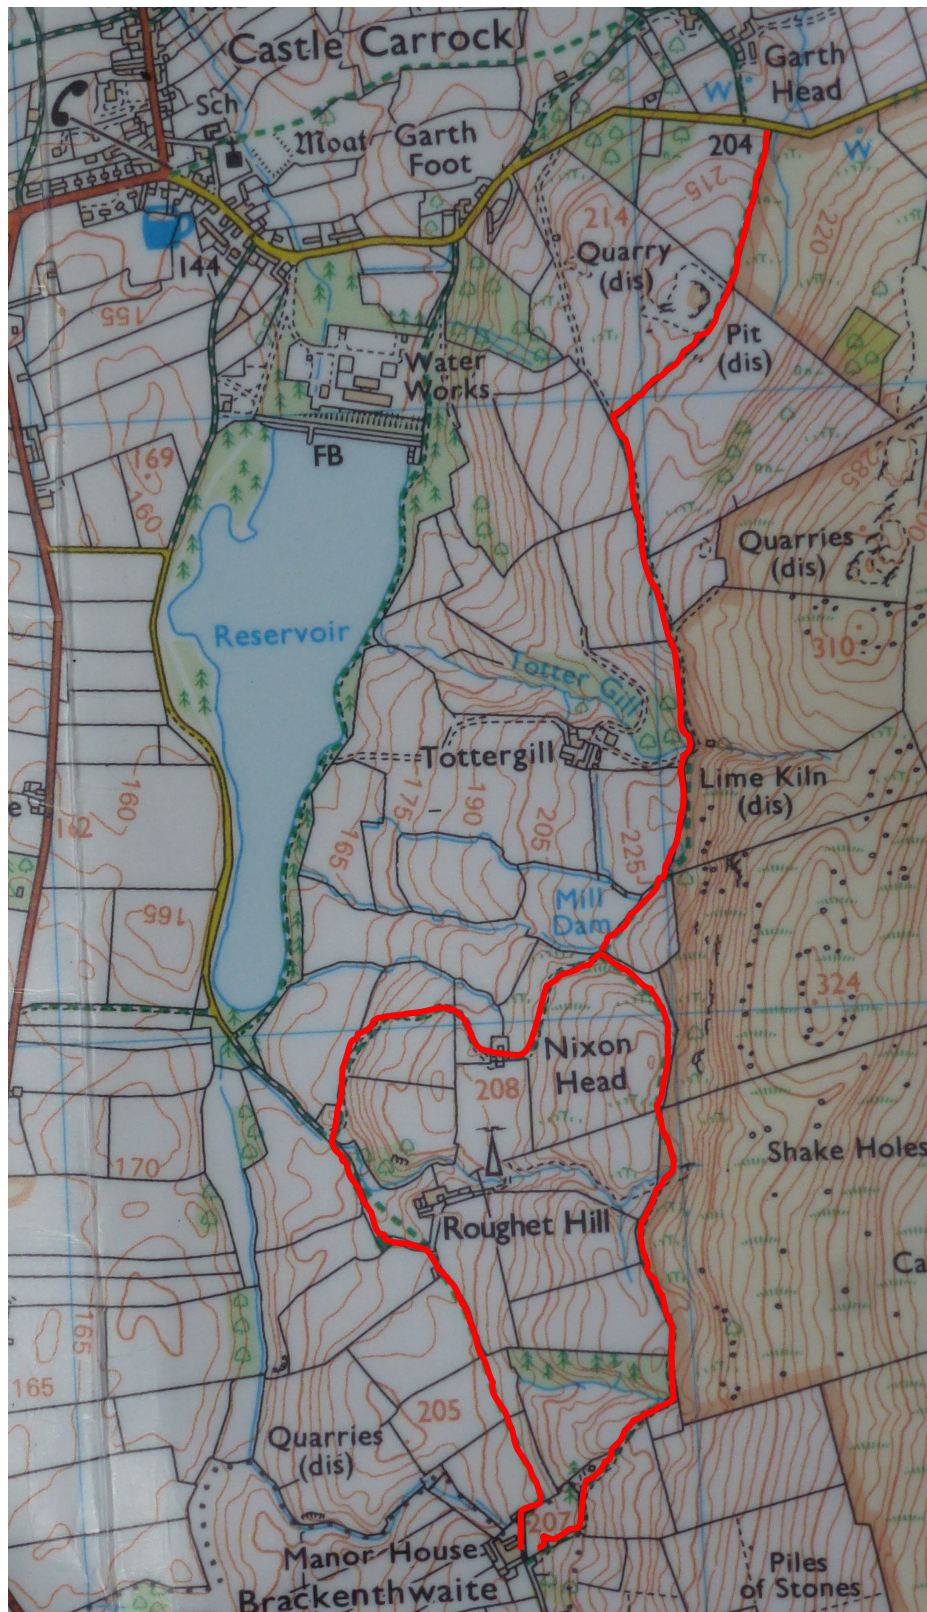 Castle Carrock
Garth
Head
Sch
W
Moat
Garth
Foot
204
W
215
214
220
Quarry
(dis)
144
155
Pit
(dis)
Water
Works
FB
169
160
285
Quarries
(dis)
Reservoir
310
Totter Gill
Tottergill
Lime Kiln
(dis)
e
162
160
175
190
205
165
225
Mill
Dam
165
324
Nixon
Head
208
170
Shake Holes
Roughet Hill
Ca
165
165
205
Quarries
(dis)
207
Manor House
Brackenthwaite
Piles
of Stones